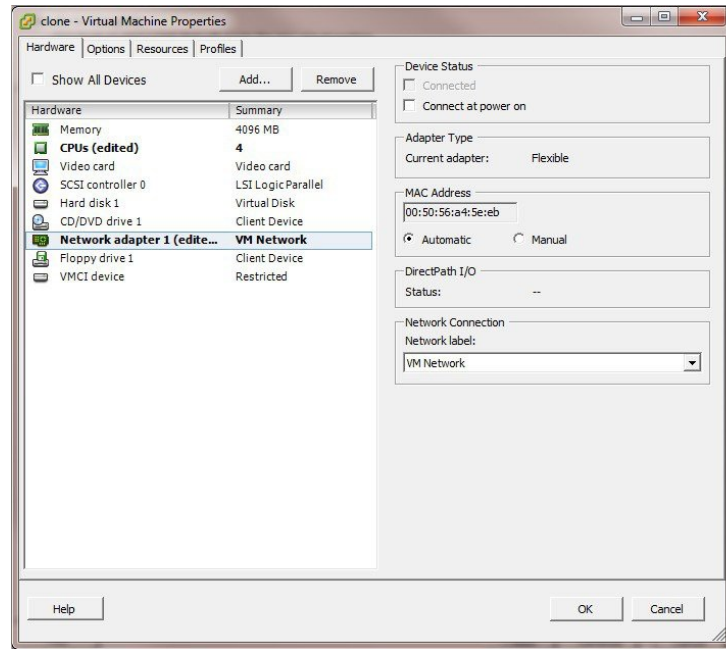 clone - Virtual Machine Properties
Hardware Options Resources Profiles
Show All Devices Add... Remove
Hardware Summary
Memory 4096 MB
CPUs (edited) 4
Video card Video card
SCSI controller 0 LSI Logic Parallel
Hard disk 1 Virtual Disk
CD/DVD drive 1 Client Device
Network adapter 1 (edite... VM Network
Floppy drive 1 Client Device
VMCI device Restricted
Device Status
Connected
Connect at power on
Adapter Type
Current adapter: Flexible
MAC Address
00:50:56:a4:5e:eb
Automatic Manual
DirectPath I/O
Status: --
Network Connection
Network label:
VM Network
Help OK Cancel